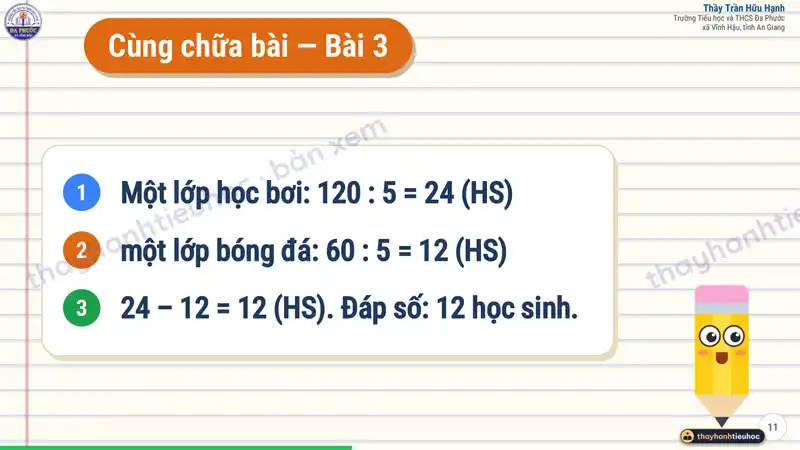 Thầy Trần Hữu Hạnh
Trường Tiểu học và THCS Đa Phước
xã Vĩnh Hậu, tỉnh An Giang
ĐA PHƯỚC
Cùng chữa bài – Bài 3
1 Một lớp học bơi: 120 : 5 = 24 (HS)
2 một lớp bóng đá: 60 : 5 = 12 (HS)
3 24 – 12 = 12 (HS). Đáp số: 12 học sinh.
thayhanhtieuhoc
11